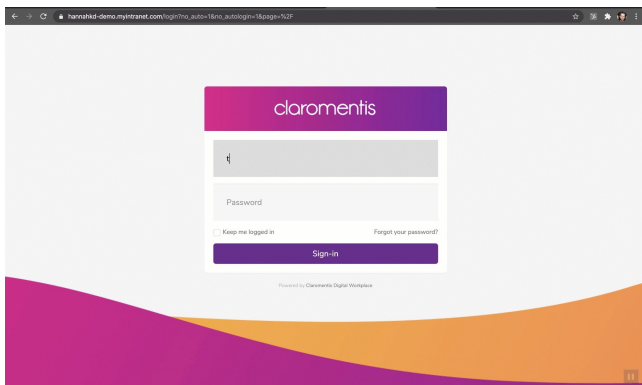 hannahkd-demo.myintranet.com/login?no_auto=1&no_autologin=1&page=%2F
claromentis
t
Password
Keep me logged in Forgot your password?
Sign-in
Powered by Claromentis Digital Workplace